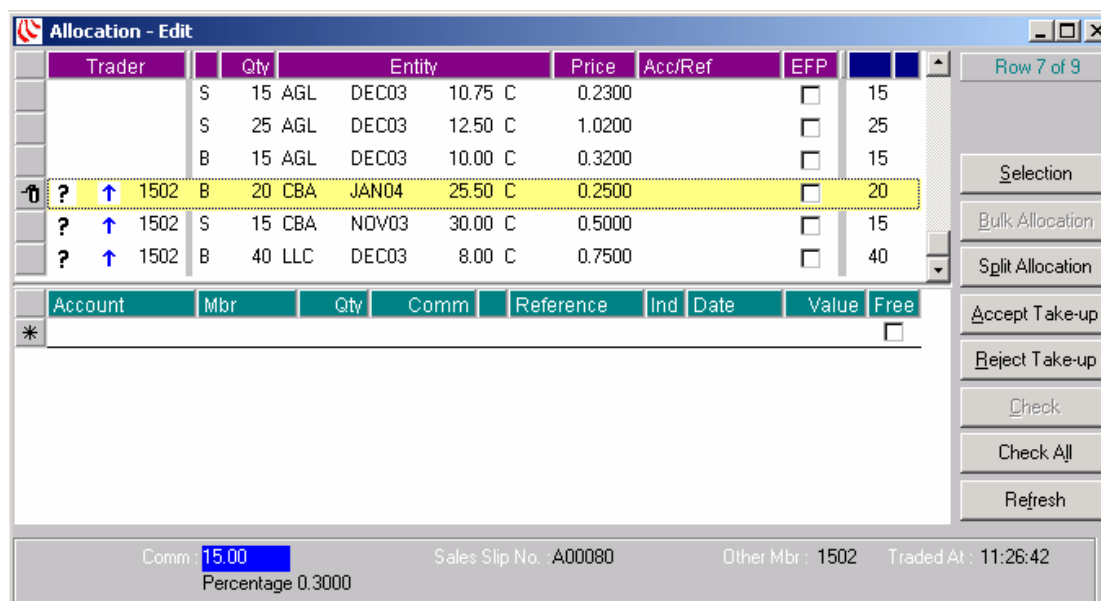 Allocation - Edit
Trader Qty Entity Price Acc/Ref EFP
Row 7 of 9
S 15 AGL DEC03 10.75 C 0.2300 15
S 25 AGL DEC03 12.50 C 1.0200 25
B 15 AGL DEC03 10.00 C 0.3200 15
? ↑ 1502 B 20 CBA JAN04 25.50 C 0.2500 20
? ↑ 1502 S 15 CBA NOV03 30.00 C 0.5000 15
? ↑ 1502 B 40 LLC DEC03 8.00 C 0.7500 40
Selection
Bulk Allocation
Split Allocation
Accept Take-up
Reject Take-up
Check
Check All
Refresh
Account Mbr Qty Comm Reference Ind Date Value Free
*
Comm : 15.00 Sales Slip No. : A00080 Other Mbr : 1502 Traded At : 11:26:42
Percentage 0.3000